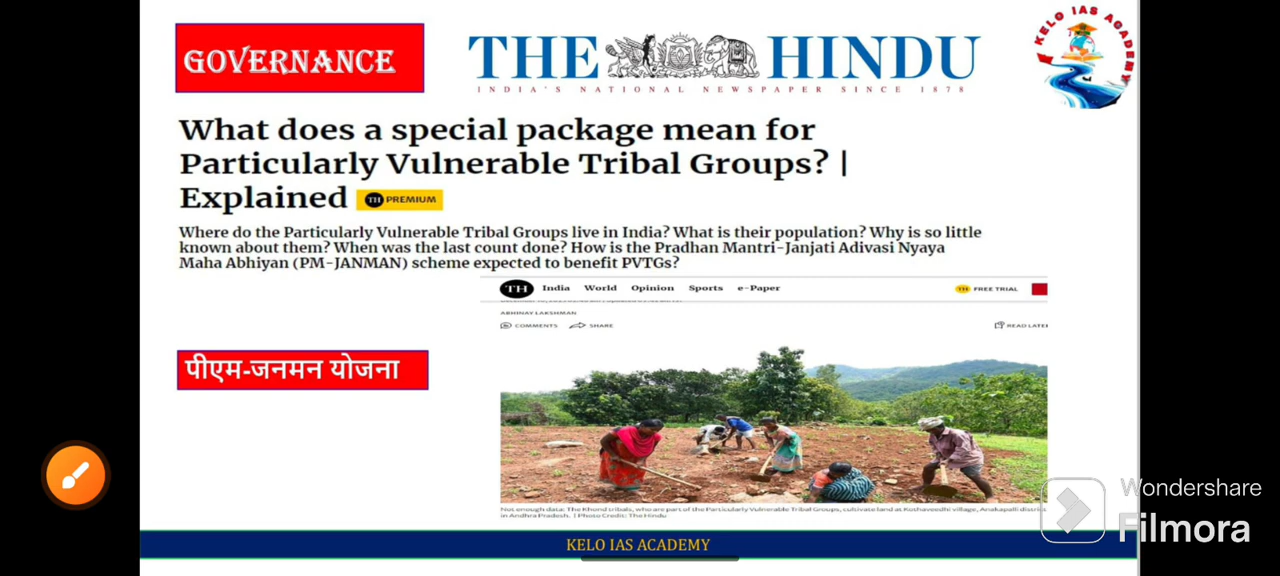 GOVERNANCE
THE HINDU
INDIA'S NATIONAL NEWSPAPER SINCE 1878
KELO IAS ACADEMY
What does a special package mean for
Particularly Vulnerable Tribal Groups? |
Explained TH PREMIUM
Where do the Particularly Vulnerable Tribal Groups live in India? What is their population? Why is so little
known about them? When was the last count done? How is the Pradhan Mantri-Janjati Adivasi Nyaya
Maha Abhiyan (PM-JANMAN) scheme expected to benefit PVTGs?
TH India World Opinion Sports e-Paper TH FREE TRIAL
ABHINAY LAKSHMAN
COMMENTS SHARE READ LATE
पीएम-जनमन योजना
Not enough data: The Khond tribals, who are part of the Particularly Vulnerable Tribal Groups, cultivate land at Kothaveedhi village, Anakapalli district
in Andhra Pradesh. | Photo Credit: The Hindu
Wondershare
Filmora
KELO IAS ACADEMY